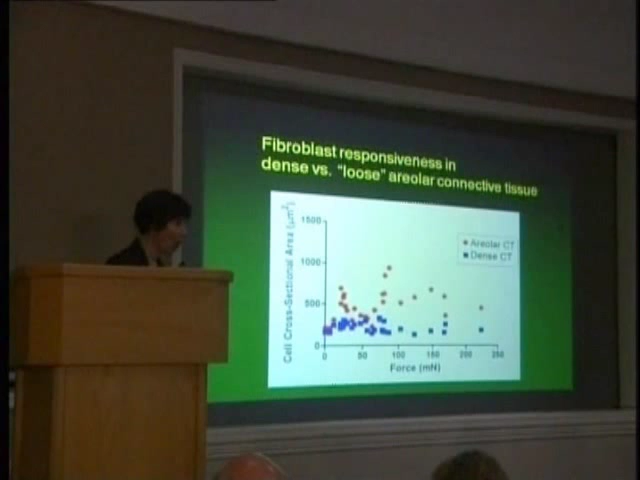 Fibroblast responsiveness in
dense vs. "loose" areolar connective tissue
Cell Cross-Sectional Area (μm²)
1500
1000
500
0
Areolar CT
Dense CT
0 50 100 150 200 250
Force (mN)